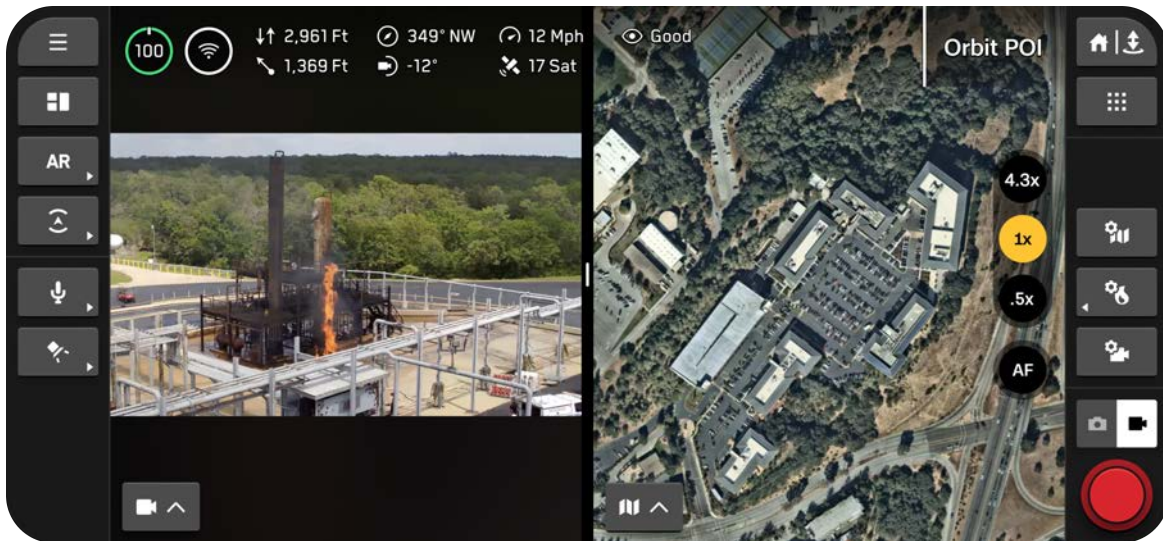 100
2,961 Ft
349° NW
12 Mph
1,369 Ft
-12°
17 Sat
Good
Orbit POI
AR
4.3x
1x
.5x
AF